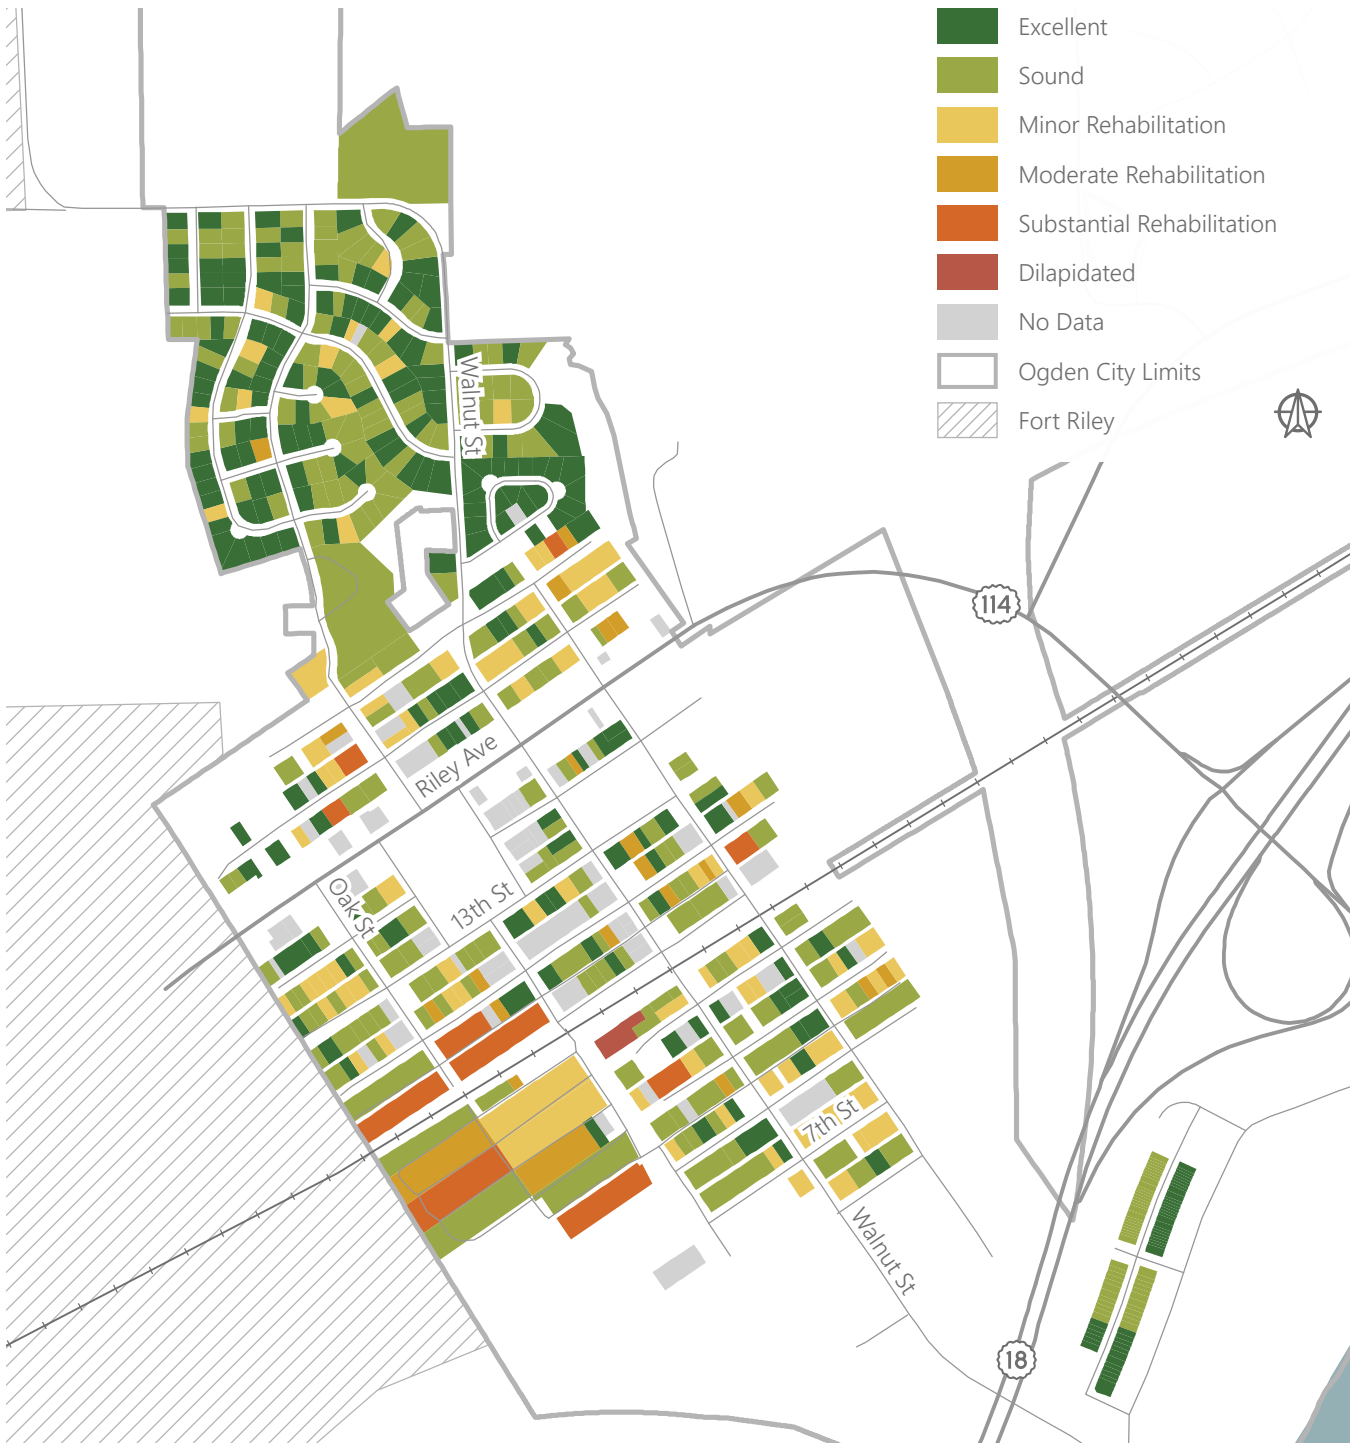 Excellent
Sound
Minor Rehabilitation
Moderate Rehabilitation
Substantial Rehabilitation
Dilapidated
No Data
Ogden City Limits
Fort Riley
Walnut St
114
Riley Ave
Oak St
13th St
7th St
Walnut St
18